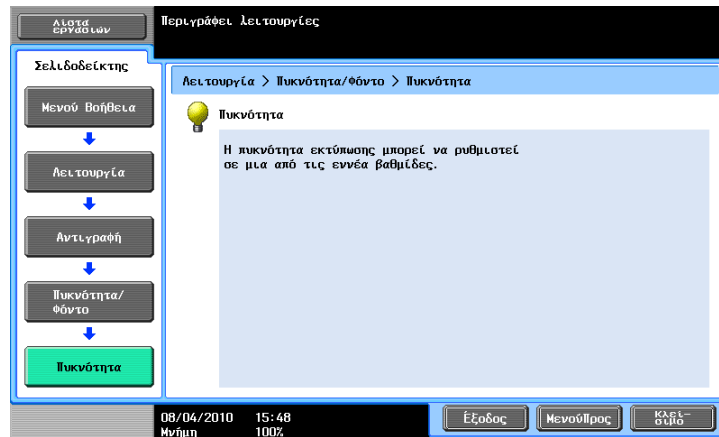 Λίστα
εργασιών
Περιγράφει λειτουργίες
Σελιδοδείκτης
Λειτουργία > Πυκνότητα/Φόντο > Πυκνότητα
Μενού Βοήθεια
Πυκνότητα
Η πυκνότητα εκτύπωσης μπορεί να ρυθμιστεί
σε μια από τις εννέα βαθμίδες.
Λειτουργία
Αντιγραφή
Πυκνότητα/
Φόντο
Πυκνότητα
08/04/2010 15:48
Μνήμη 100%
Έξοδος
ΜενούΠρος
Κλεί-
σιμο